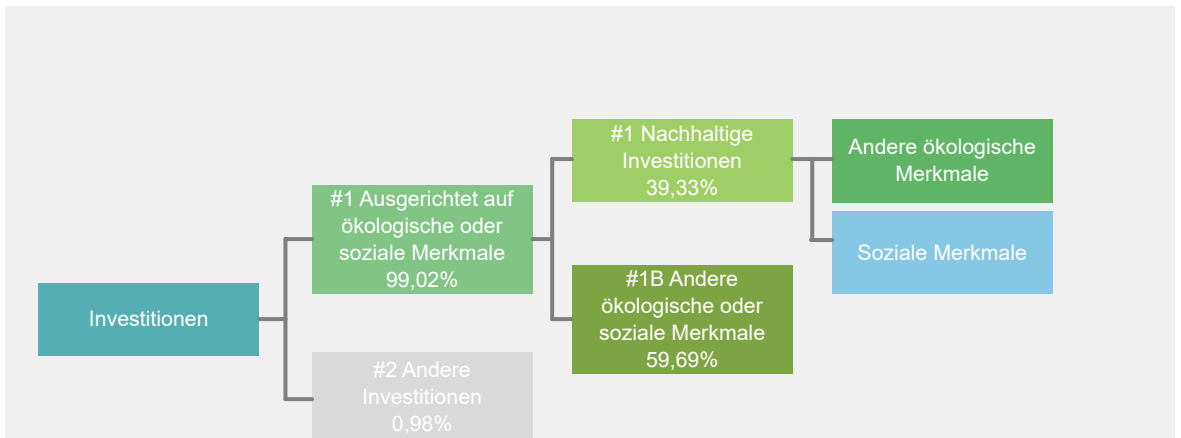 Investitionen
#1 Ausgerichtet auf
ökologische oder
soziale Merkmale
99,02%
#2 Andere
Investitionen
0,98%
#1 Nachhaltige
Investitionen
39,33%
#1B Andere
ökologische oder
soziale Merkmale
59,69%
Andere ökologische
Merkmale
Soziale Merkmale